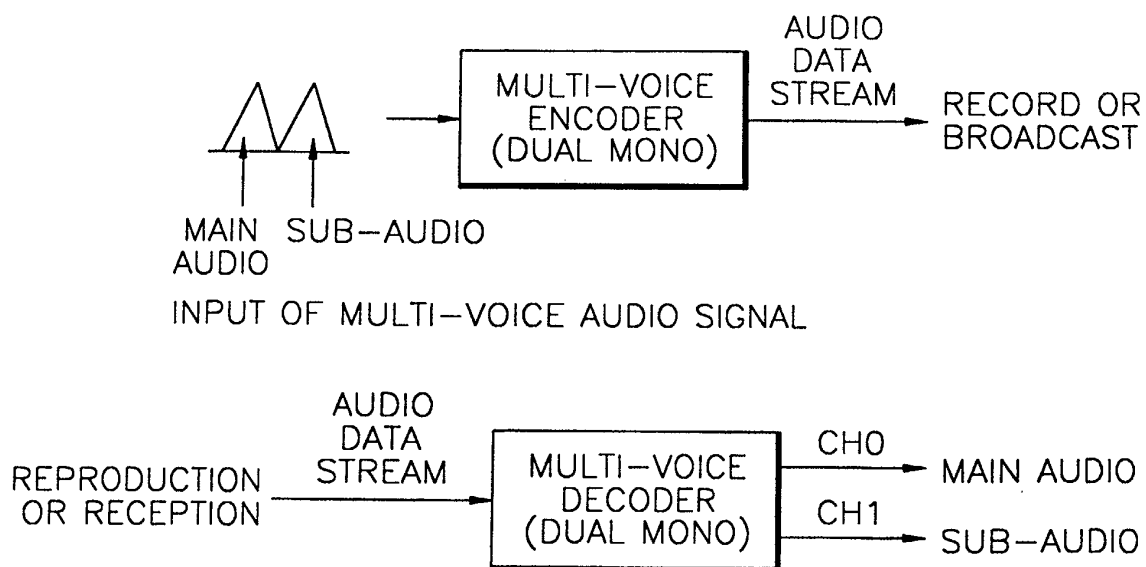 AUDIO
DATA
STREAM
MULTI-VOICE
ENCODER
(DUAL MONO)
RECORD OR
BROADCAST
MAIN
AUDIO
SUB-AUDIO
INPUT OF MULTI-VOICE AUDIO SIGNAL
AUDIO
DATA
STREAM
REPRODUCTION
OR RECEPTION
MULTI-VOICE
DECODER
(DUAL MONO)
CH0
MAIN AUDIO
CH1
SUB-AUDIO